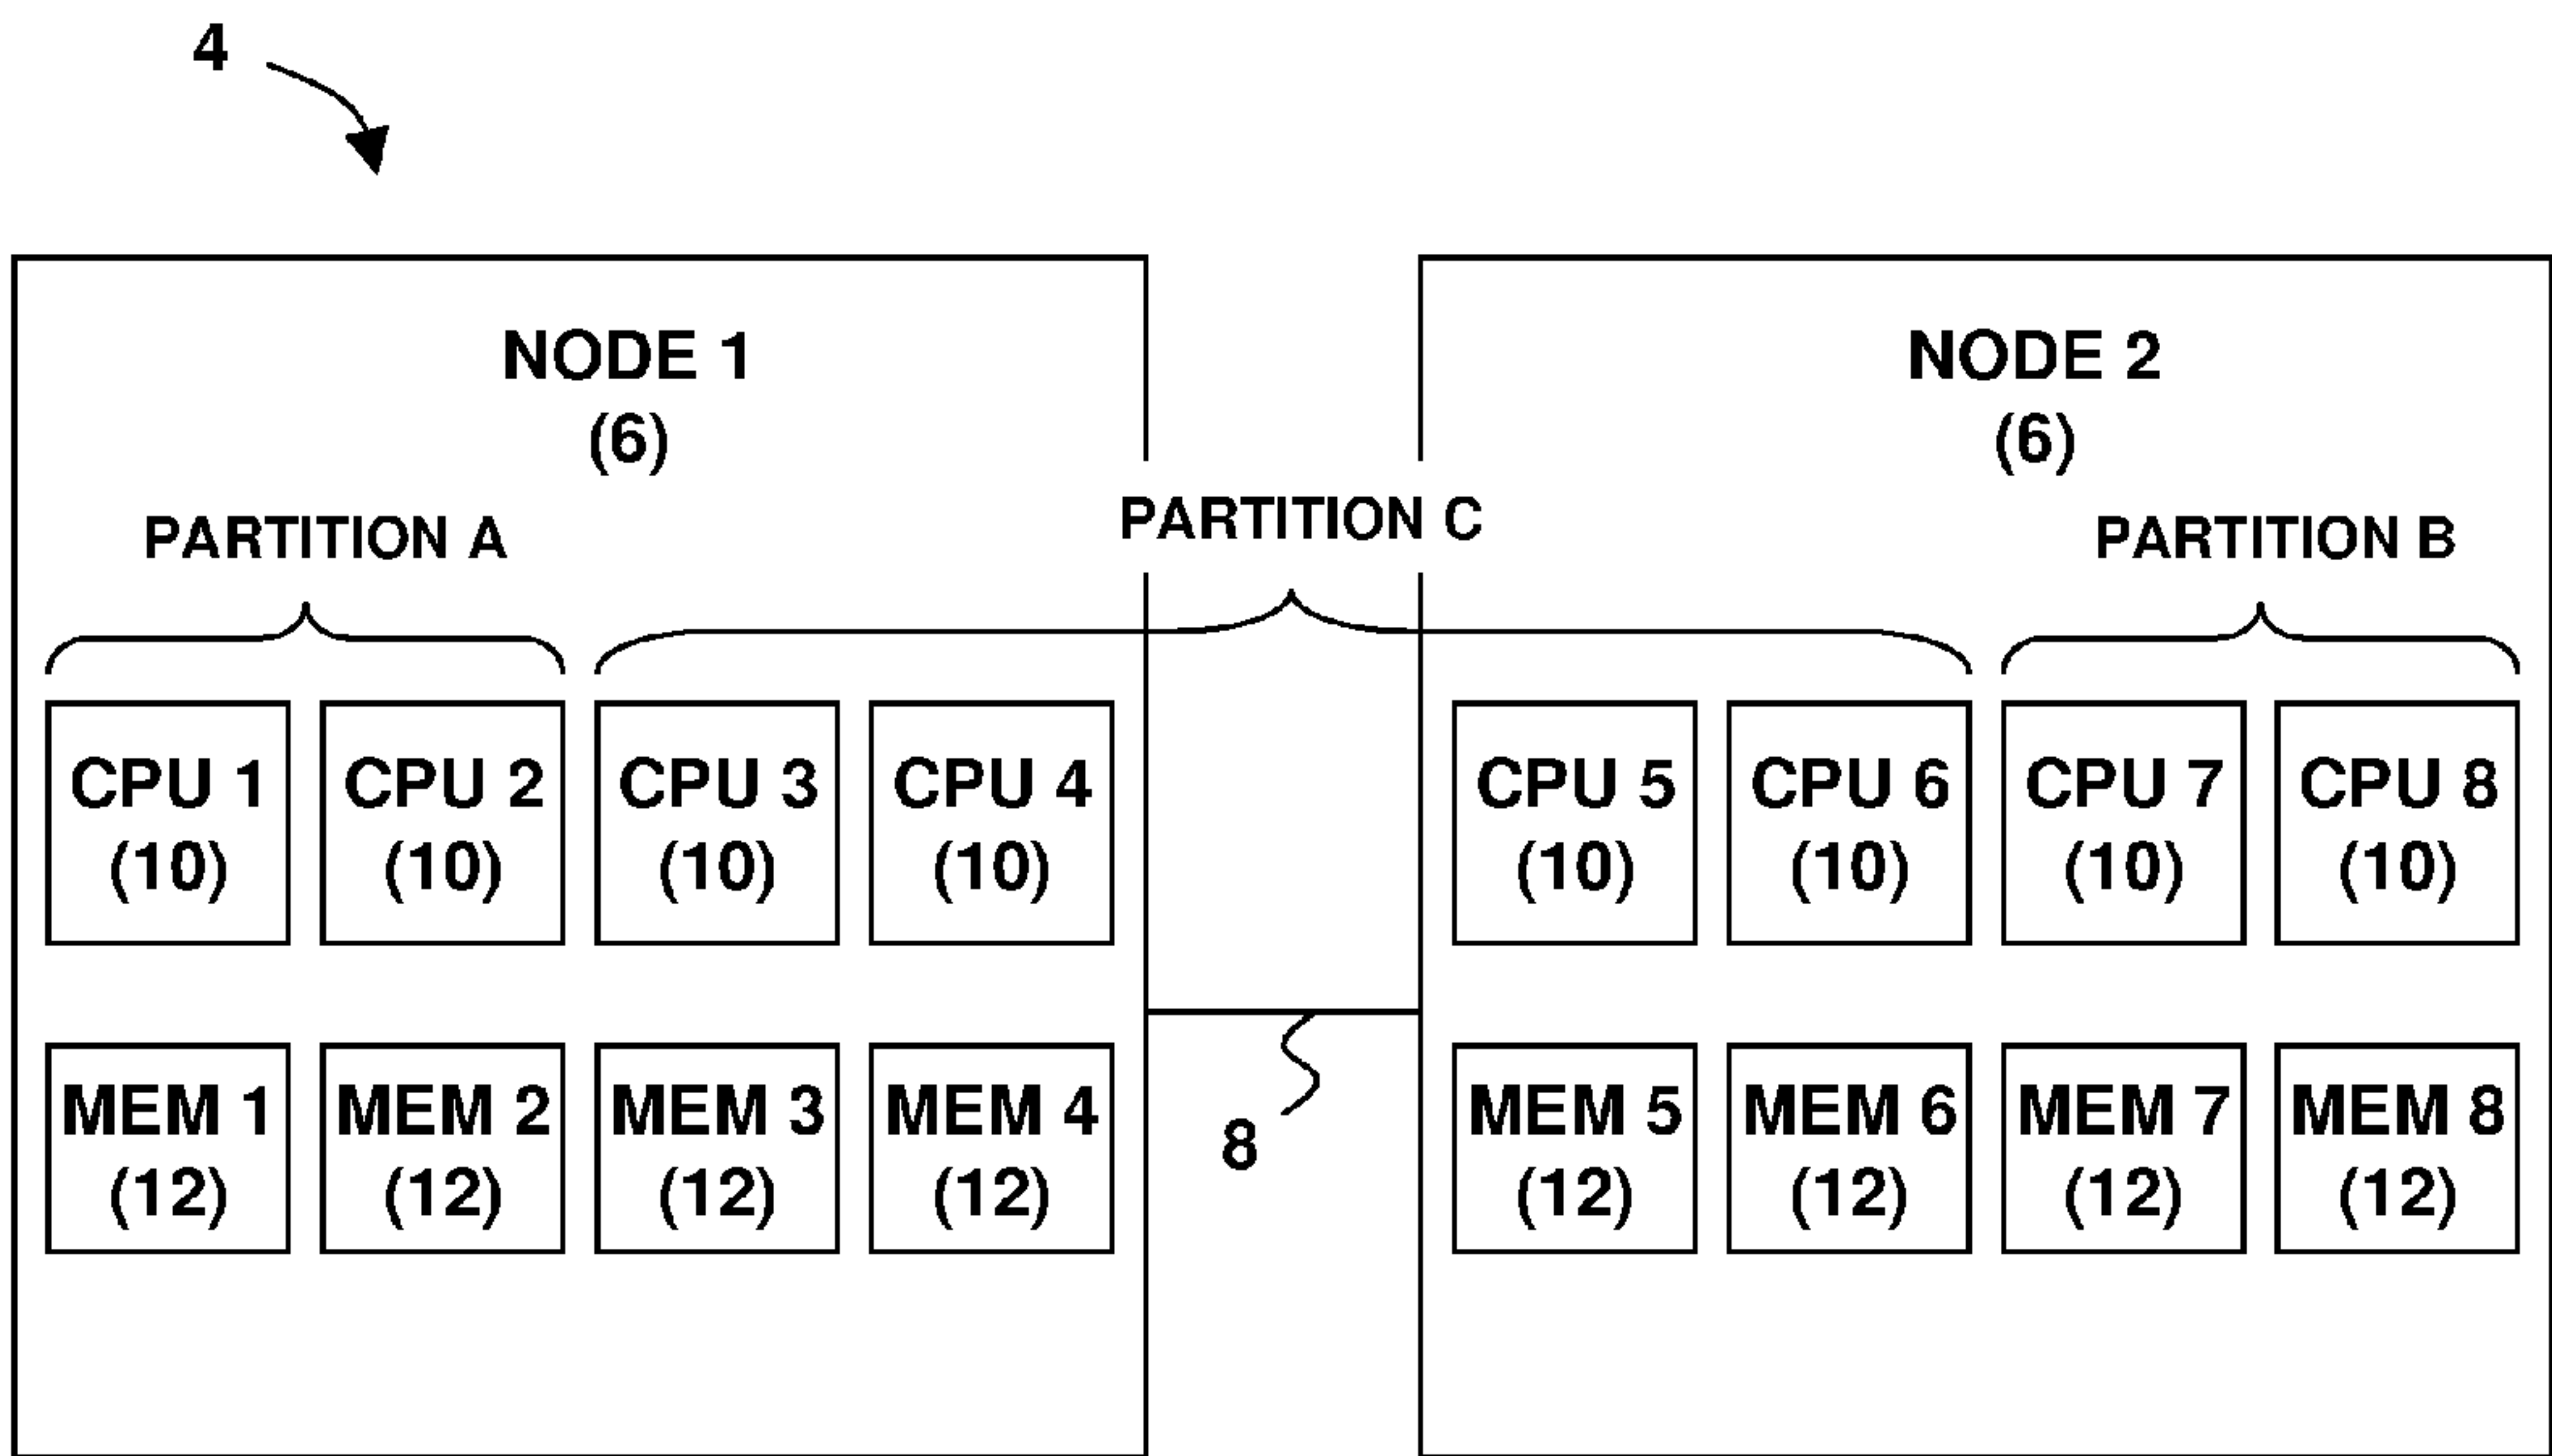 4
NODE 1
(6)
NODE 2
(6)
PARTITION A
PARTITION C
PARTITION B
CPU 1
(10)
CPU 2
(10)
CPU 3
(10)
CPU 4
(10)
CPU 5
(10)
CPU 6
(10)
CPU 7
(10)
CPU 8
(10)
MEM 1
(12)
MEM 2
(12)
MEM 3
(12)
MEM 4
(12)
8
MEM 5
(12)
MEM 6
(12)
MEM 7
(12)
MEM 8
(12)